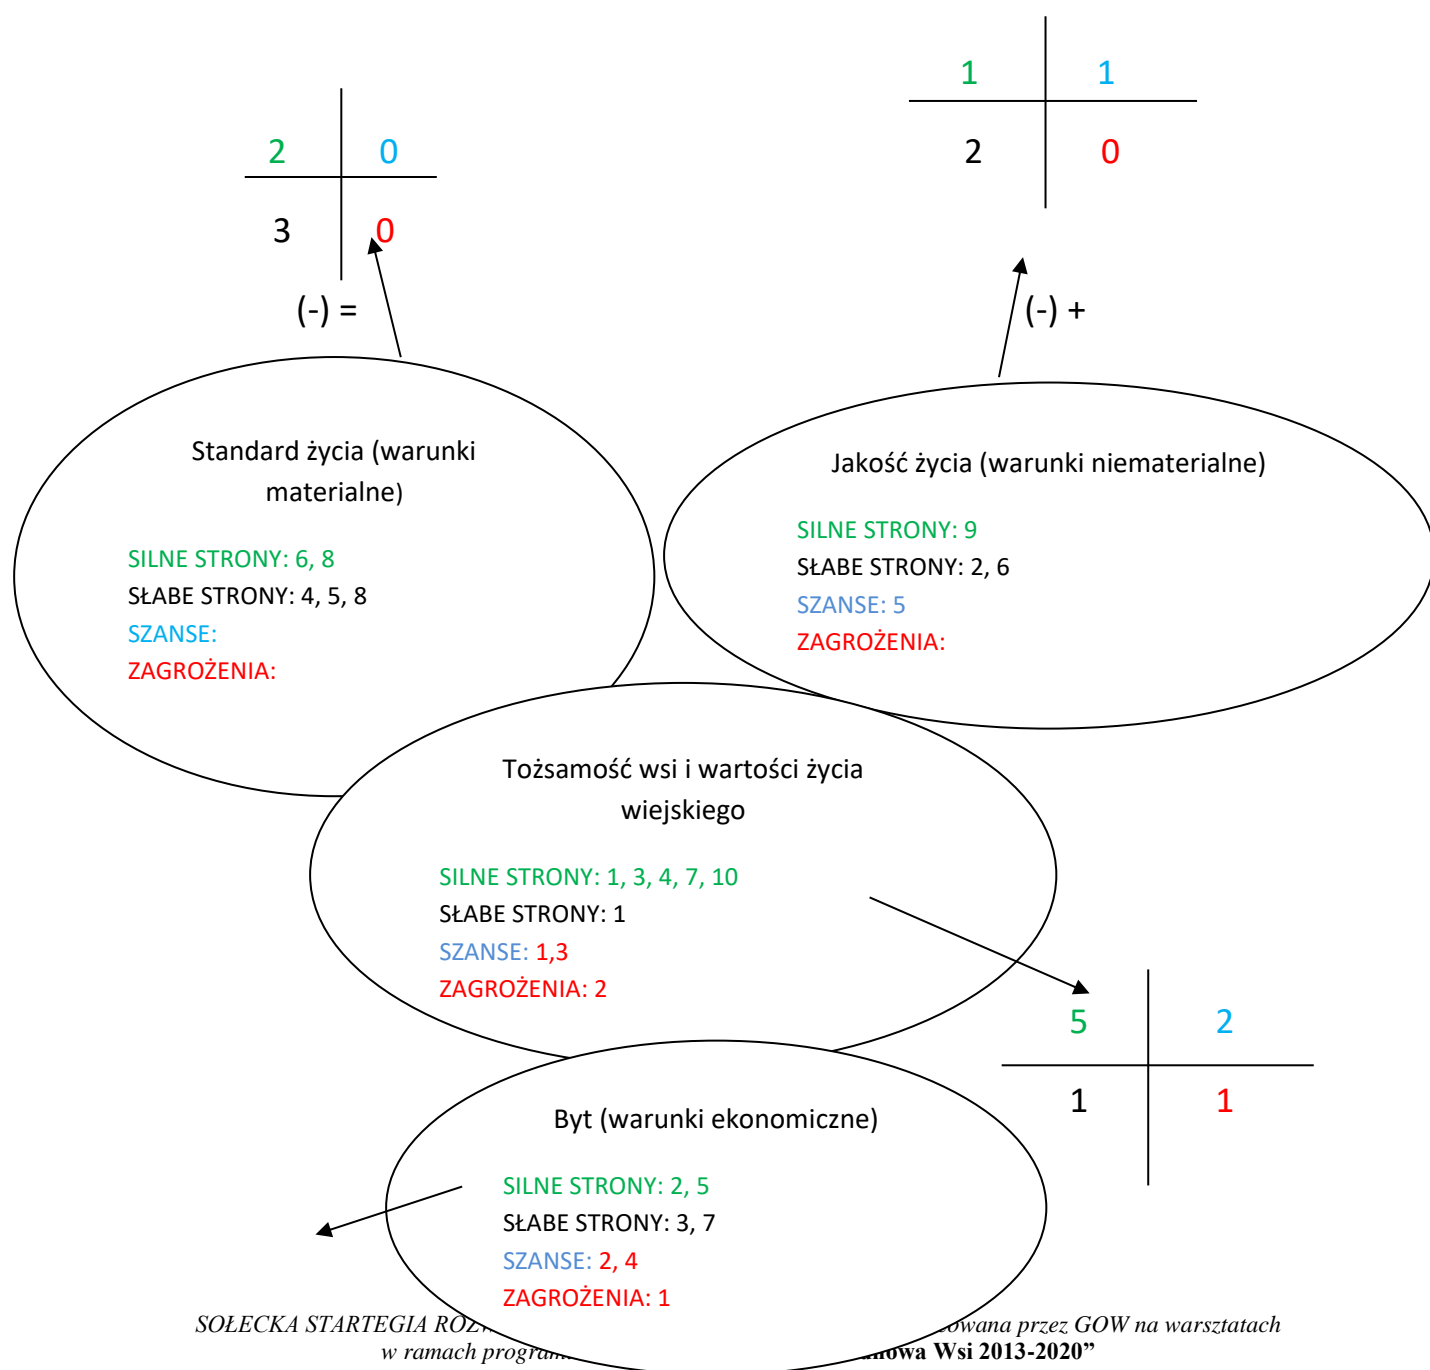 1 1
2 0
2 0
3 0
(-) =
(-) +
Standard życia (warunki
materialne)
SILNE STRONY: 6, 8
SŁABE STRONY: 4, 5, 8
SZANSE:
ZAGROŻENIA:
Jakość życia (warunki niematerialne)
SILNE STRONY: 9
SŁABE STRONY: 2, 6
SZANSE: 5
ZAGROŻENIA:
Tożsamość wsi i wartości życia
wiejskiego
SILNE STRONY: 1, 3, 4, 7, 10
SŁABE STRONY: 1
SZANSE: 1,3
ZAGROŻENIA: 2
5 2
1 1
Byt (warunki ekonomiczne)
SILNE STRONY: 2, 5
SŁABE STRONY: 3, 7
SZANSE: 2, 4
ZAGROŻENIA: 1
SOŁECKA STARTEGIA przez GOW na warsztatach
w ramach Wsi 2013-2020”